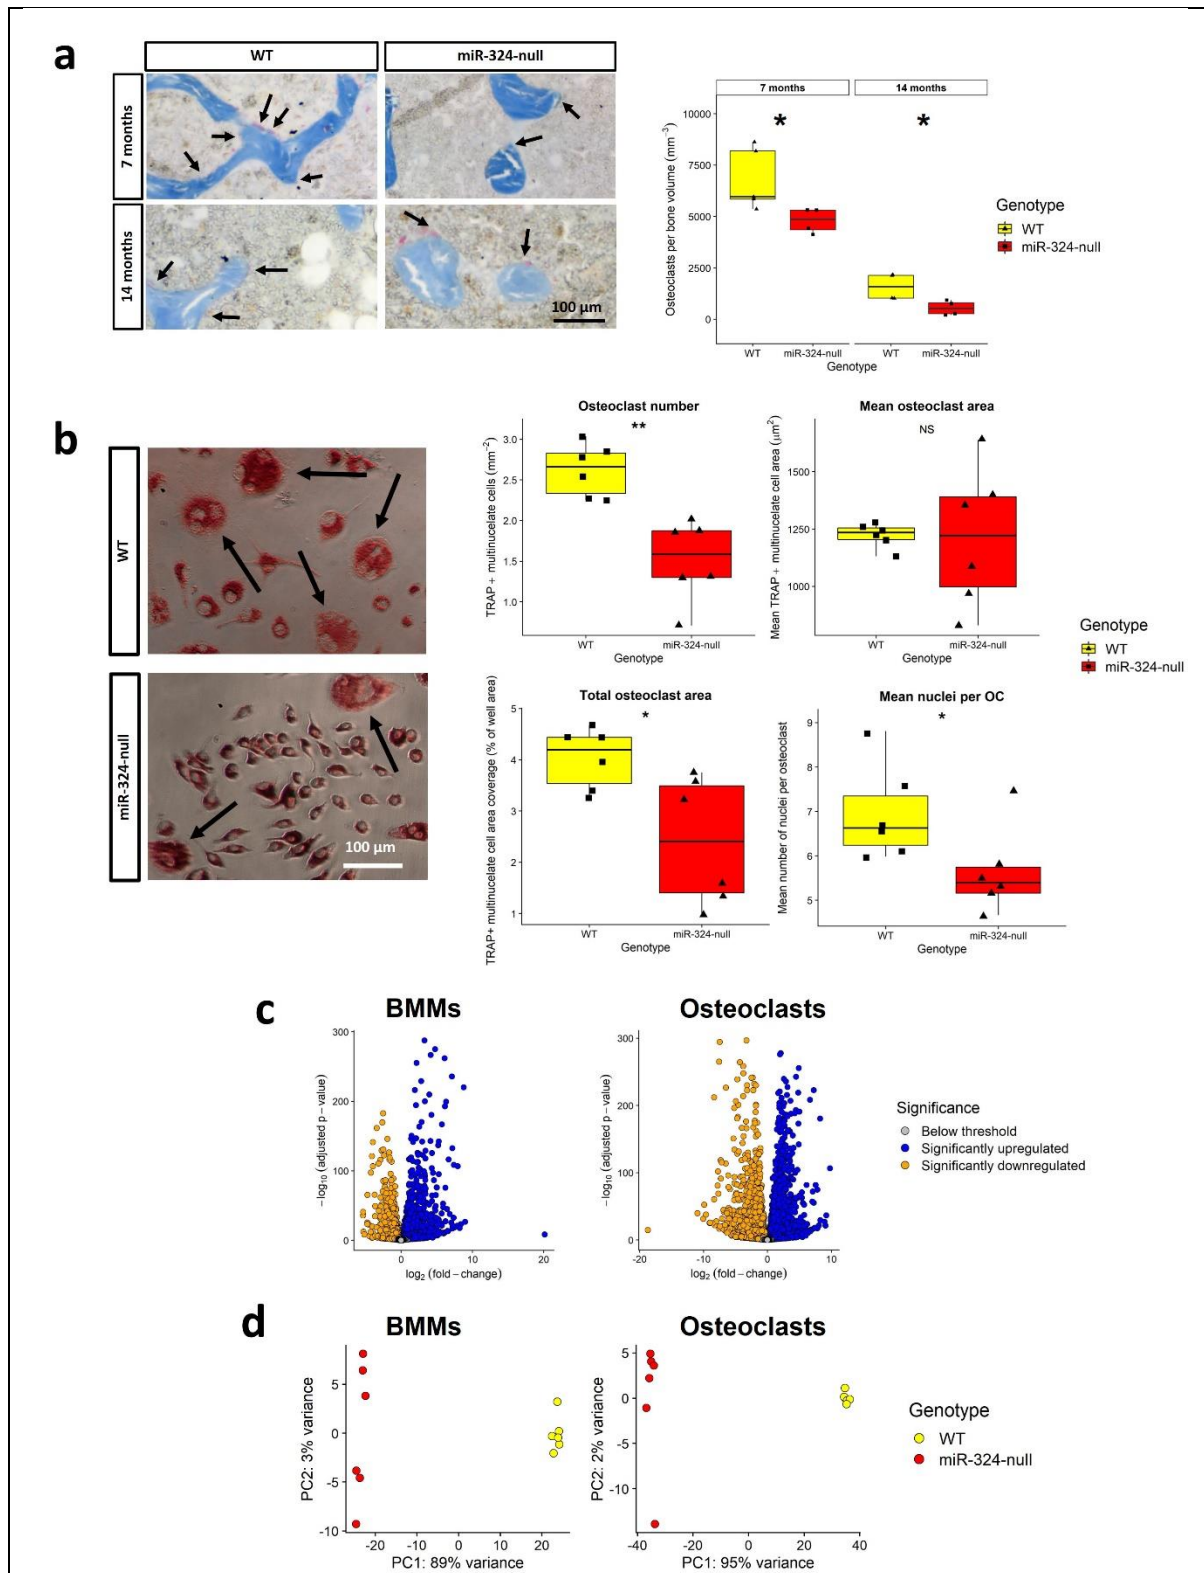 a
WT
miR-324-null
7 months
14 months
100 µm
7 months
14 months
*
*
Osteoclasts per bone volume (mm⁻³)
10000
7500
5000
2500
0
WT
miR-324-null
WT
miR-324-null
Genotype
Genotype
WT
miR-324-null
b
WT
miR-324-null
100 µm
Osteoclast number
**
TRAP + multinucelate cells (mm⁻²)
3.0
2.5
2.0
1.5
1.0
WT
miR-324-null
Genotype
Mean osteoclast area
NS
Mean TRAP + multinucelate cell area (µm²)
1500
1250
1000
WT
miR-324-null
Genotype
Total osteoclast area
*
TRAP+ multinucelate cell area coverage (% of well area)
5
4
3
2
1
WT
miR-324-null
Genotype
Mean nuclei per OC
*
Mean number of nuclei per osteoclast
9
8
7
6
5
WT
miR-324-null
Genotype
Genotype
WT
miR-324-null
c
BMMs
−log₁₀ (adjusted p−value)
300
200
100
0
0
10
20
log₂ (fold−change)
Osteoclasts
−log₁₀ (adjusted p−value)
300
200
100
0
-20
-10
0
10
log₂ (fold−change)
Significance
Below threshold
Significantly upregulated
Significantly downregulated
d
BMMs
PC2: 3% variance
5
0
-5
-10
-20
0
20
PC1: 89% variance
Osteoclasts
PC2: 2% variance
5
0
-5
-10
-40
-20
0
20
40
PC1: 95% variance
Genotype
WT
miR-324-null